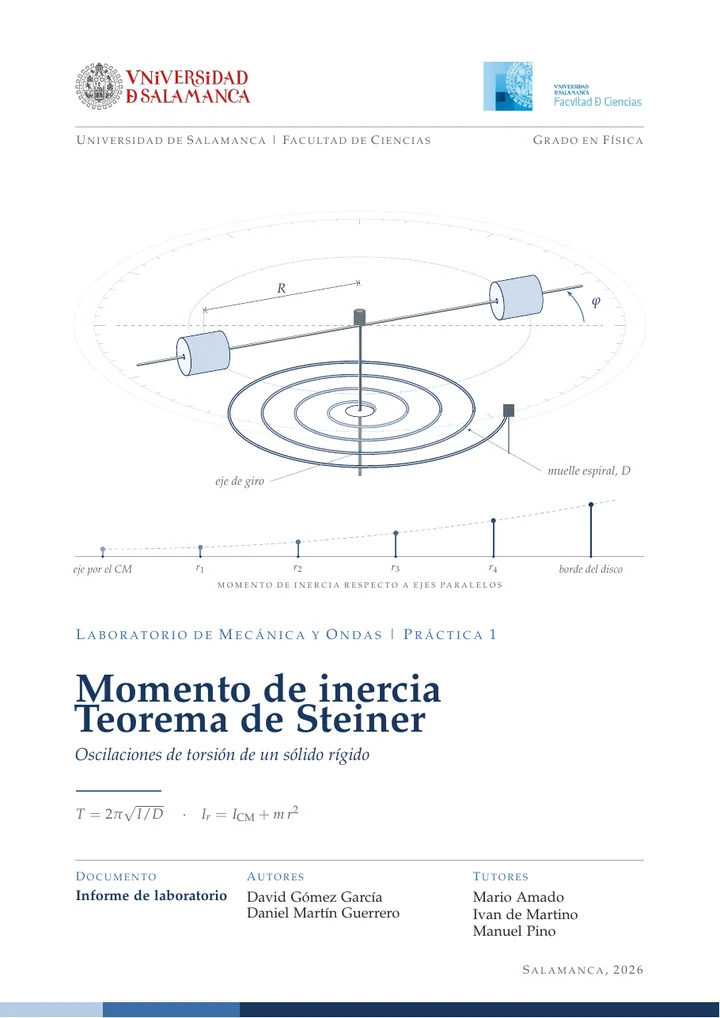 VNiVERSiDAD
Ð SALAMANCA
VNiVERSiDAD
Ð SALAMANCA
Facvltad Ð Ciencias
UNIVERSIDAD DE SALAMANCA | FACULTAD DE CIENCIAS
GRADO EN FÍSICA
R
φ
muelle espiral, D
eje de giro
eje por el CM
r1
r2
r3
r4
borde del disco
MOMENTO DE INERCIA RESPECTO A EJES PARALELOS
LABORATORIO DE MECÁNICA Y ONDAS | PRÁCTICA 1
Momento de inercia
Teorema de Steiner
Oscilaciones de torsión de un sólido rígido
T = 2π√I/D · Ir = ICM + m r²
DOCUMENTO
Informe de laboratorio
AUTORES
David Gómez García
Daniel Martín Guerrero
TUTORES
Mario Amado
Ivan de Martino
Manuel Pino
SALAMANCA, 2026